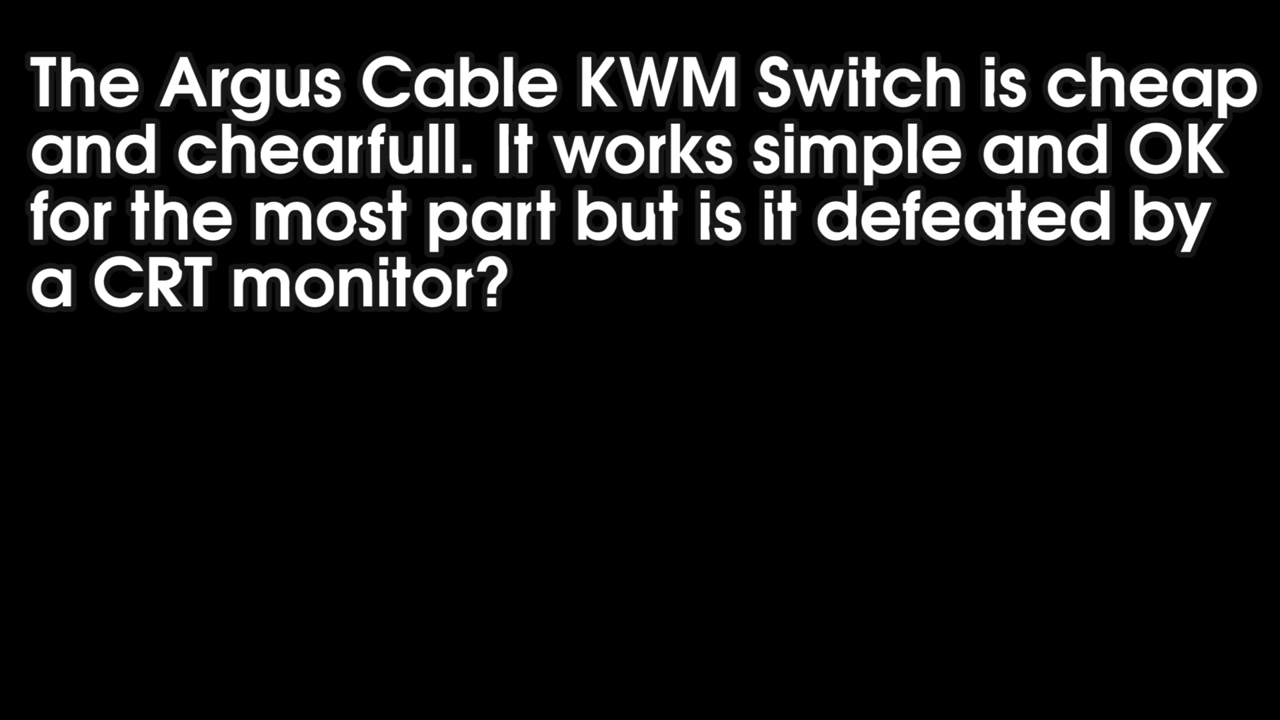 The Argus Cable KWM Switch is cheap
and chearfull. It works simple and OK
for the most part but is it defeated by
a CRT monitor?